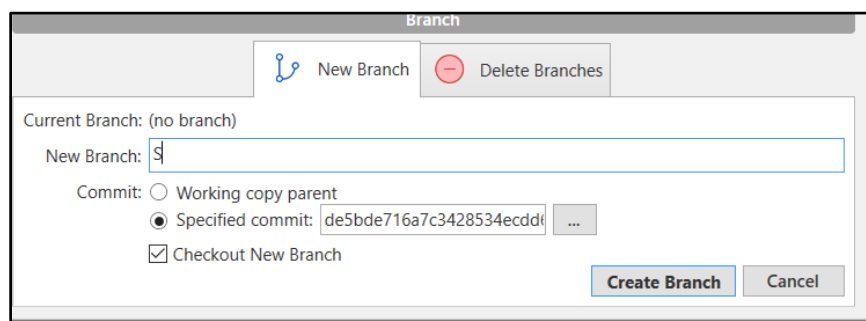 Branch
New Branch Delete Branches
Current Branch: (no branch)
New Branch: S
Commit: Working copy parent
Specified commit: de5bde716a7c3428534ecdd6 ...
Checkout New Branch
Create Branch Cancel